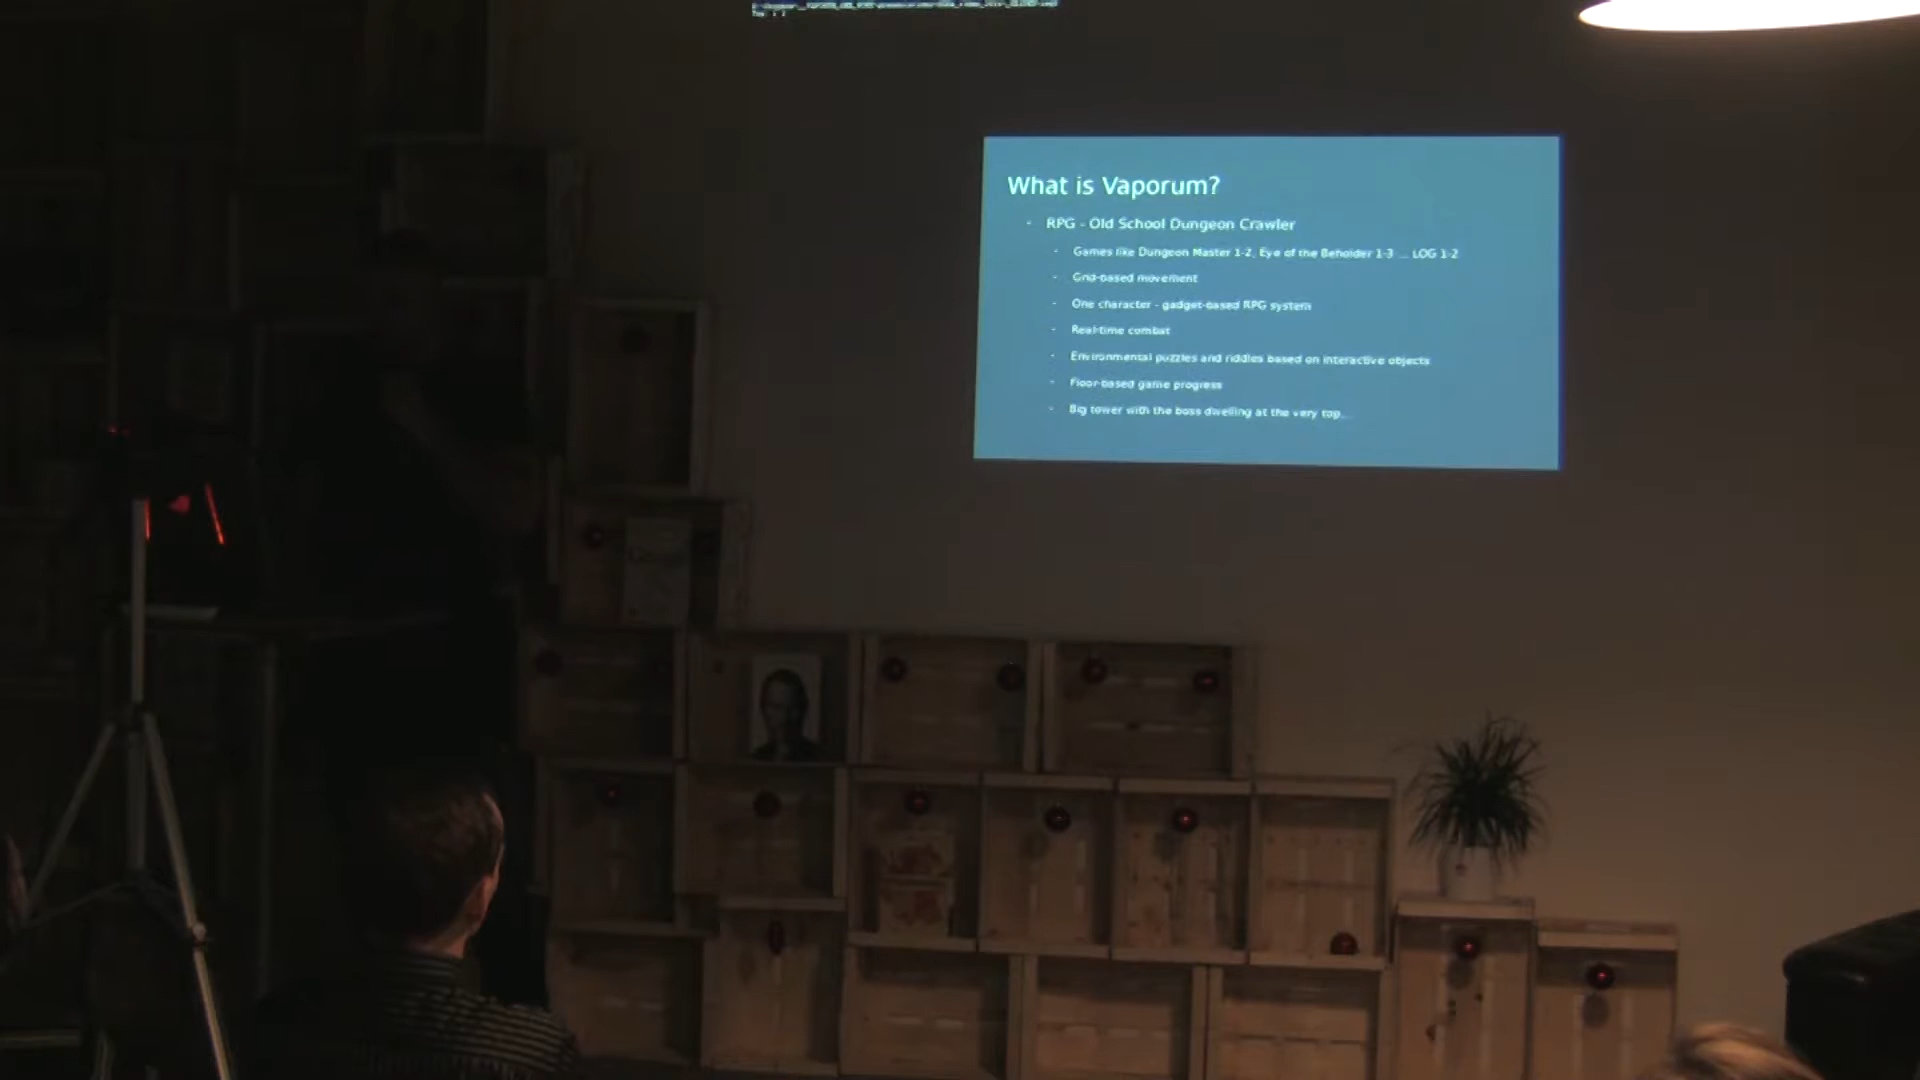 What is Vaporum?
- RPG - Old School Dungeon Crawler
- Games like Dungeon Master 1-2, Eye of the Beholder 1-3 ... LOG 1-2
- Grid-based movement
- One character - gadget-based RPG system
- Real-time combat
- Environmental puzzles and riddles based on interactive objects
- Floor-based game progress
- Big tower with the boss dwelling at the very top...